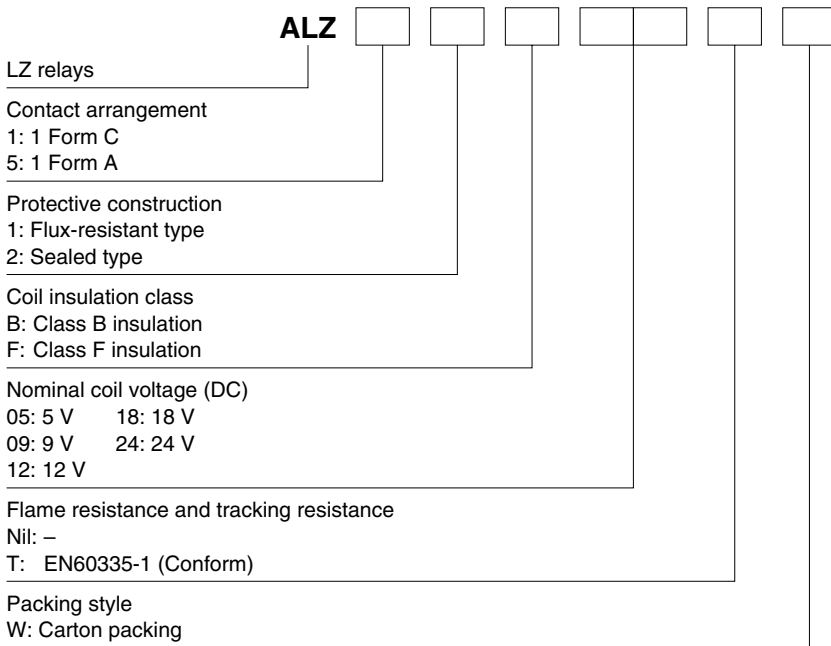 ALZ
LZ relays
Contact arrangement
1: 1 Form C
5: 1 Form A
Protective construction
1: Flux-resistant type
2: Sealed type
Coil insulation class
B: Class B insulation
F: Class F insulation
Nominal coil voltage (DC)
05: 5 V 18: 18 V
09: 9 V 24: 24 V
12: 12 V
Flame resistance and tracking resistance
Nil: –
T: EN60335-1 (Conform)
Packing style
W: Carton packing